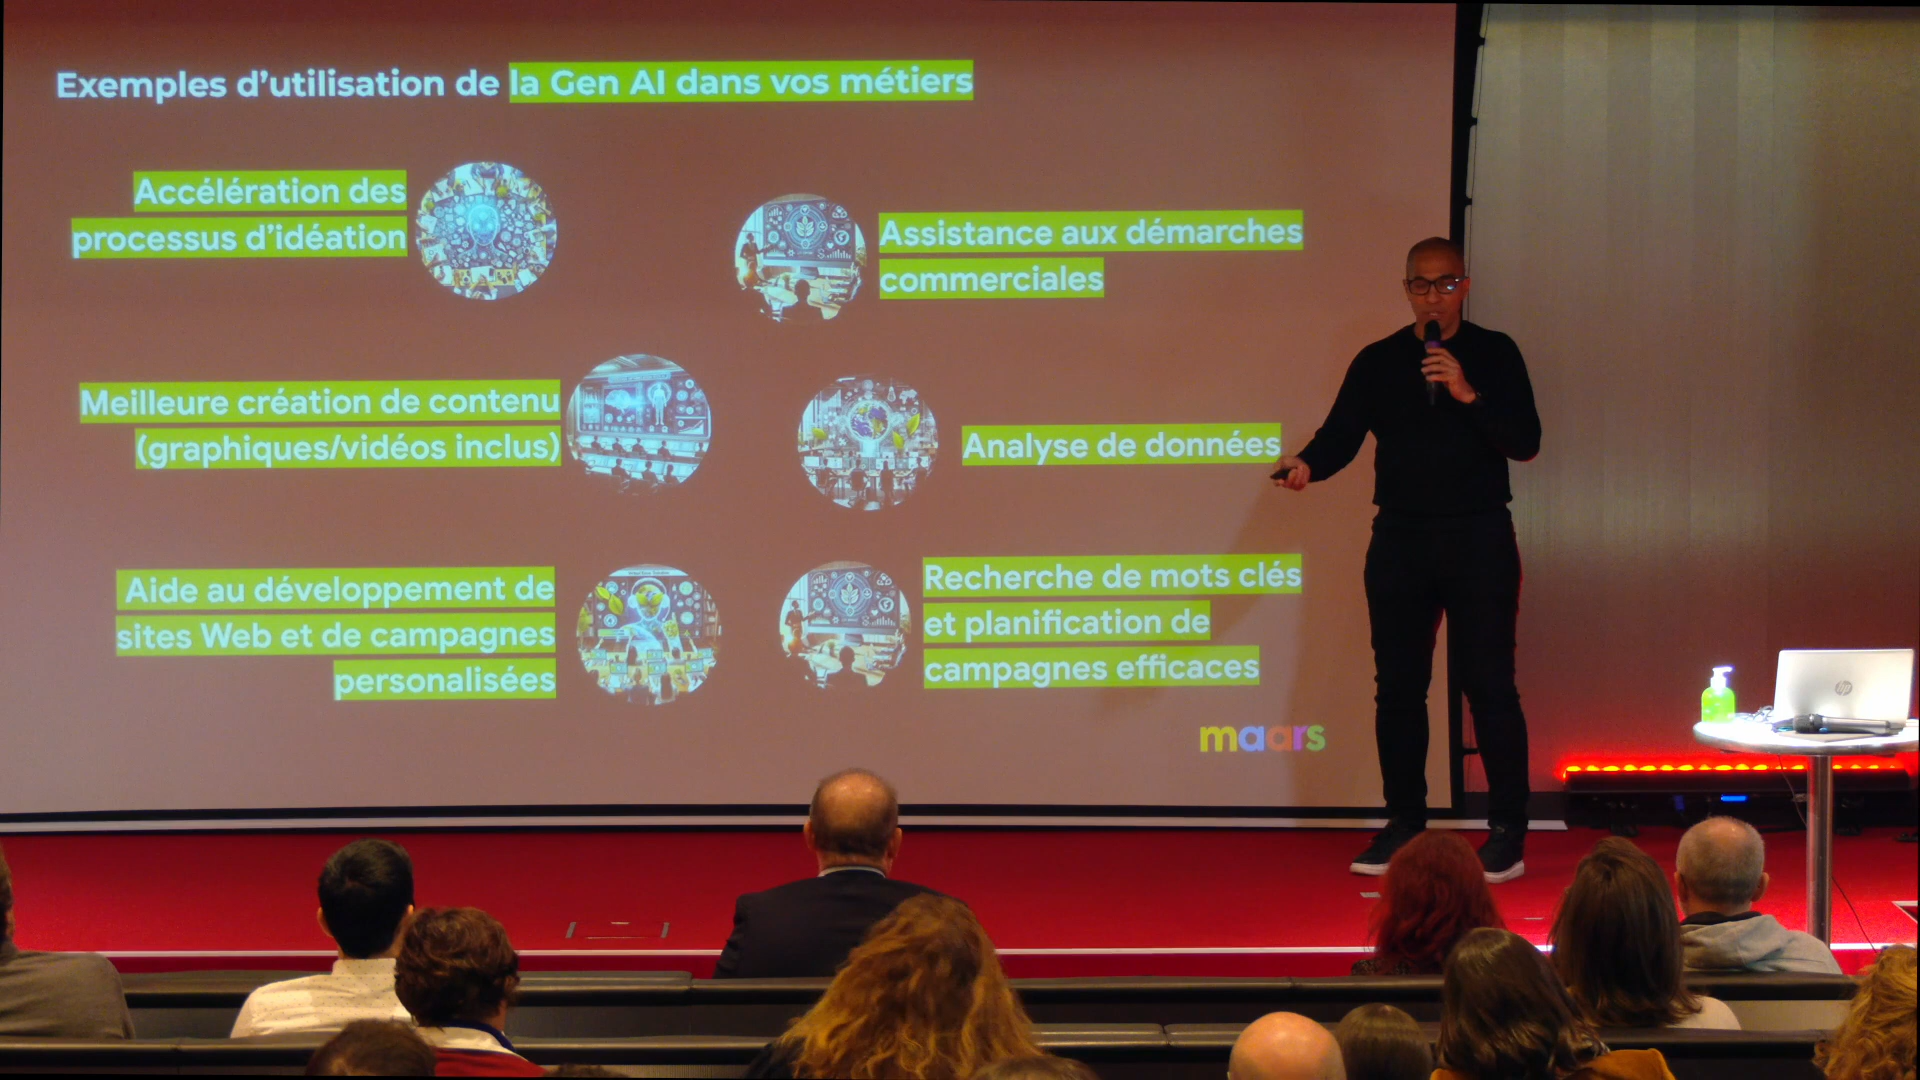 Exemples d'utilisation de la Gen AI dans vos métiers
Accélération des
processus d'idéation
Assistance aux démarches
commerciales
Meilleure création de contenu
(graphiques/vidéos inclus)
Analyse de données
Aide au développement de
sites Web et de campagnes
personalisées
Recherche de mots clés
et planification de
campagnes efficaces
maars
hp